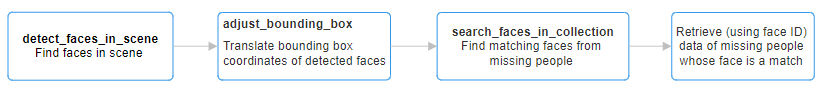 detect_faces_in_scene
Find faces in scene
adjust_bounding_box
Translate bounding box
coordinates of detected faces
search_faces_in_collection
Find matching faces from
missing people
Retrieve (using face ID)
data of missing people
whose face is a match